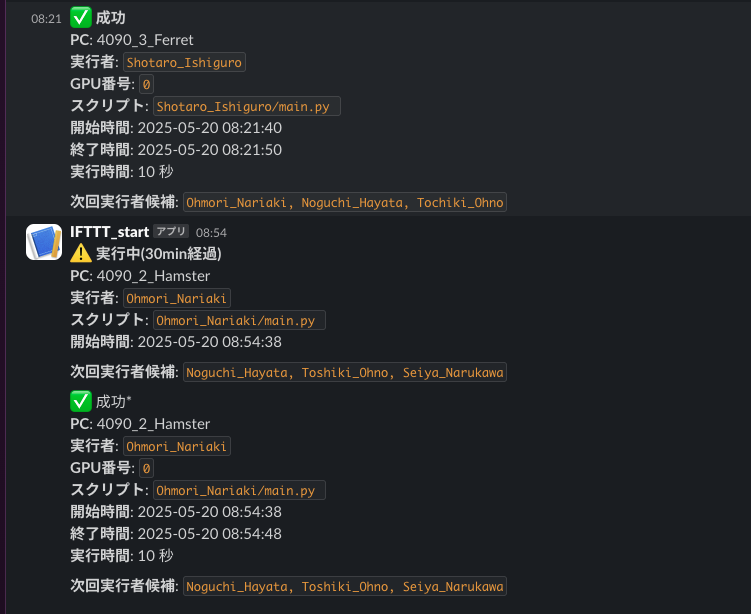 08:21 ✅ 成功
PC: 4090_3_Ferret
実行者: Shotaro_Ishiguro
GPU番号: 0
スクリプト: Shotaro_Ishiguro/main.py
開始時間: 2025-05-20 08:21:40
終了時間: 2025-05-20 08:21:50
実行時間: 10 秒
次回実行者候補: Ohmori_Nariaki, Noguchi_Hayata, Tochiki_Ohno
IFTTT_start アプリ 08:54
⚠️ 実行中(30min経過)
PC: 4090_2_Hamster
実行者: Ohmori_Nariaki
スクリプト: Ohmori_Nariaki/main.py
開始時間: 2025-05-20 08:54:38
次回実行者候補: Noguchi_Hayata, Toshiki_Ohno, Seiya_Narukawa
✅ 成功*
PC: 4090_2_Hamster
実行者: Ohmori_Nariaki
GPU番号: 0
スクリプト: Ohmori_Nariaki/main.py
開始時間: 2025-05-20 08:54:38
終了時間: 2025-05-20 08:54:48
実行時間: 10 秒
次回実行者候補: Noguchi_Hayata, Toshiki_Ohno, Seiya_Narukawa